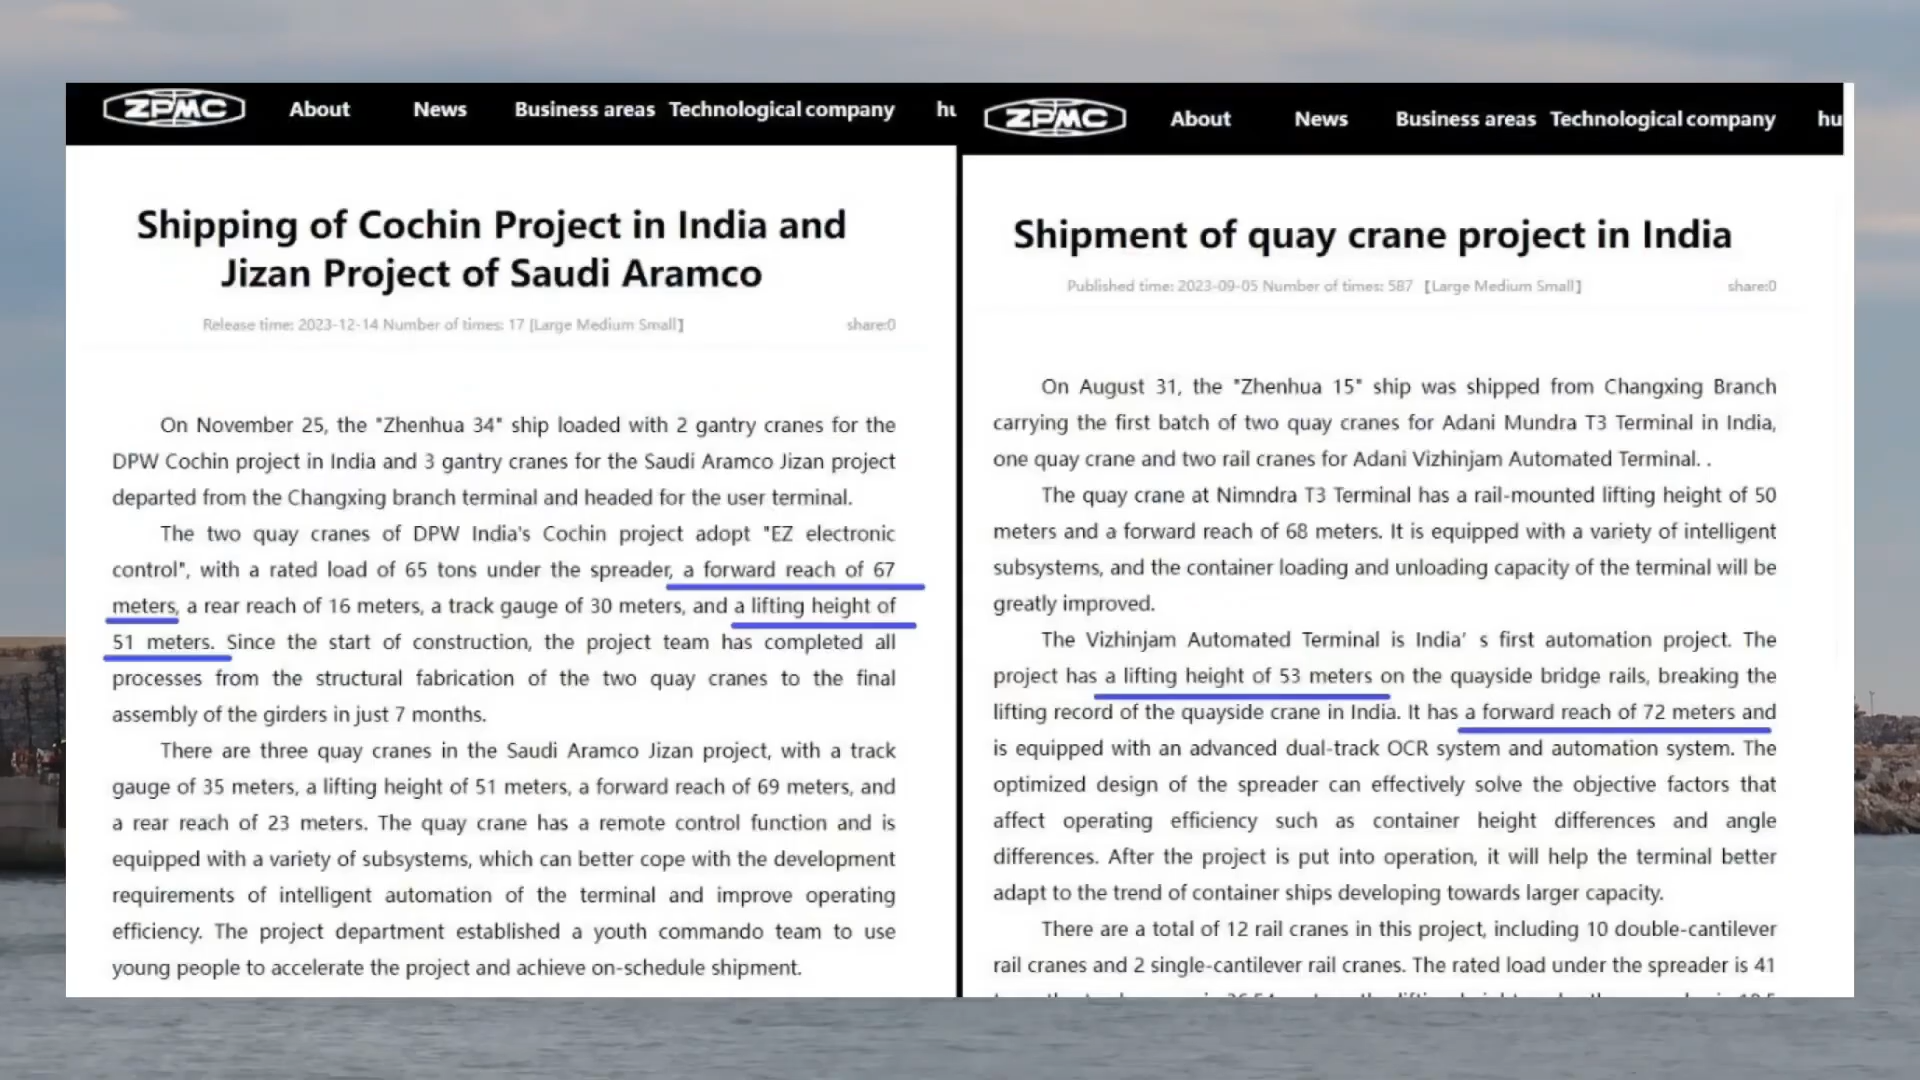 ZPMC About News Business areas Technological company hu
Shipping of Cochin Project in India and
Jizan Project of Saudi Aramco
Release time: 2023-12-14 Number of times: 17 [Large Medium Small】 share:0
On November 25, the "Zhenhua 34" ship loaded with 2 gantry cranes for the
DPW Cochin project in India and 3 gantry cranes for the Saudi Aramco Jizan project
departed from the Changxing branch terminal and headed for the user terminal.
The two quay cranes of DPW India's Cochin project adopt "EZ electronic
control", with a rated load of 65 tons under the spreader, a forward reach of 67
meters, a rear reach of 16 meters, a track gauge of 30 meters, and a lifting height of
51 meters. Since the start of construction, the project team has completed all
processes from the structural fabrication of the two quay cranes to the final
assembly of the girders in just 7 months.
There are three quay cranes in the Saudi Aramco Jizan project, with a track
gauge of 35 meters, a lifting height of 51 meters, a forward reach of 69 meters, and
a rear reach of 23 meters. The quay crane has a remote control function and is
equipped with a variety of subsystems, which can better cope with the development
requirements of intelligent automation of the terminal and improve operating
efficiency. The project department established a youth commando team to use
young people to accelerate the project and achieve on-schedule shipment.
ZPMC About News Business areas Technological company hu
Shipment of quay crane project in India
Published time: 2023-09-05 Number of times: 587 【Large Medium Small】 share:0
On August 31, the "Zhenhua 15" ship was shipped from Changxing Branch
carrying the first batch of two quay cranes for Adani Mundra T3 Terminal in India,
one quay crane and two rail cranes for Adani Vizhinjam Automated Terminal. .
The quay crane at Nimndra T3 Terminal has a rail-mounted lifting height of 50
meters and a forward reach of 68 meters. It is equipped with a variety of intelligent
subsystems, and the container loading and unloading capacity of the terminal will be
greatly improved.
The Vizhinjam Automated Terminal is India’ s first automation project. The
project has a lifting height of 53 meters on the quayside bridge rails, breaking the
lifting record of the quayside crane in India. It has a forward reach of 72 meters and
is equipped with an advanced dual-track OCR system and automation system. The
optimized design of the spreader can effectively solve the objective factors that
affect operating efficiency such as container height differences and angle
differences. After the project is put into operation, it will help the terminal better
adapt to the trend of container ships developing towards larger capacity.
There are a total of 12 rail cranes in this project, including 10 double-cantilever
rail cranes and 2 single-cantilever rail cranes. The rated load under the spreader is 41